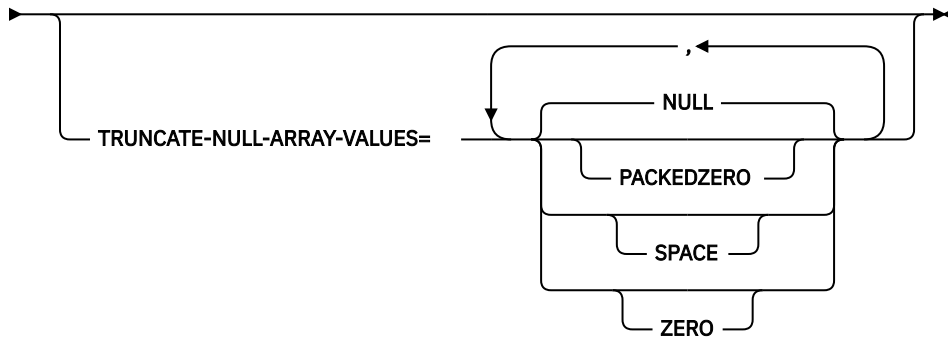 ,
NULL
TRUNCATE-NULL-ARRAY-VALUES=
PACKEDZERO
SPACE
ZERO